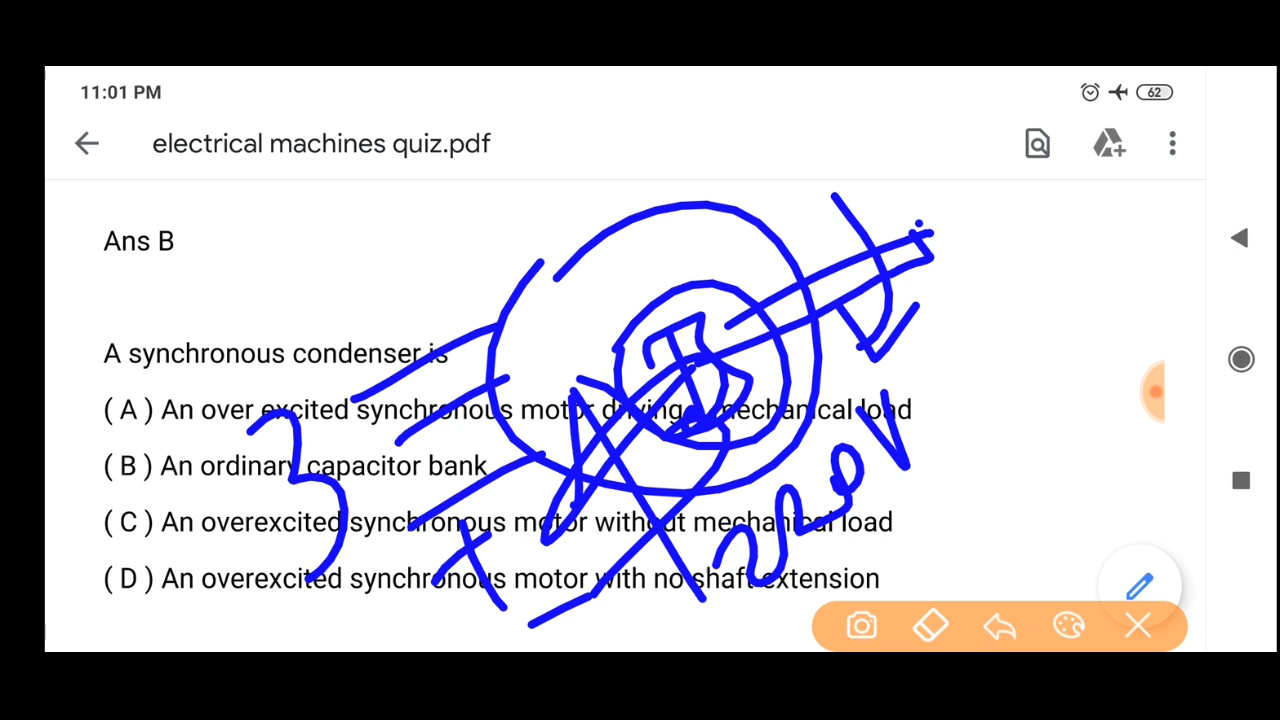 11:01 PM
62
electrical machines quiz.pdf
Ans B
A synchronous condenser is
( A ) An over excited synchronous motor driving a mechanical load
( B ) An ordinary capacitor bank
( C ) An overexcited synchronous motor without mechanical load
( D ) An overexcited synchronous motor with no shaft extension
3
220V